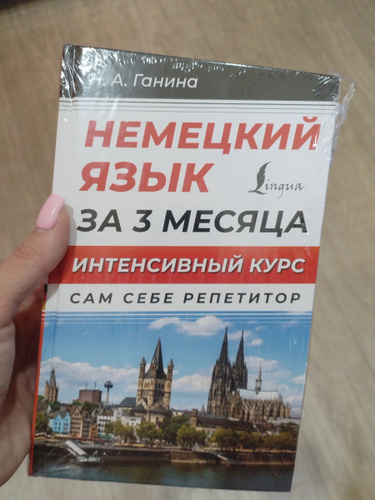 Н. А. Ганина
НЕМЕЦКИЙ
ЯЗЫК
Lingua
ЗА 3 МЕСЯЦА
ИНТЕНСИВНЫЙ КУРС
САМ СЕБЕ РЕПЕТИТОР